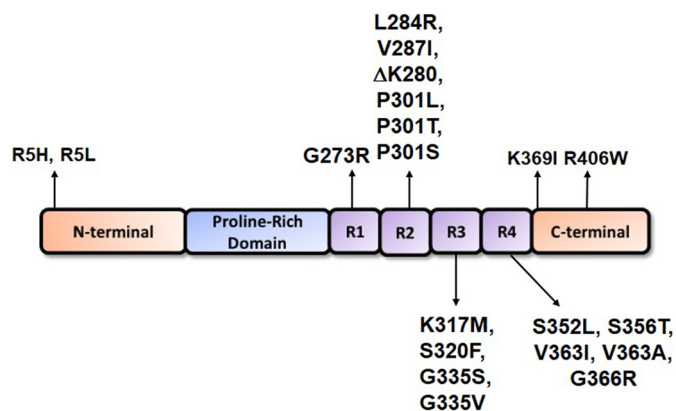 L284R,
V287I,
ΔK280,
P301L,
P301T,
P301S
R5H, R5L
G273R
K369I R406W
N-terminal
Proline-Rich
Domain
R1
R2
R3
R4
C-terminal
K317M,
S320F,
G335S,
G335V
S352L, S356T,
V363I, V363A,
G366R